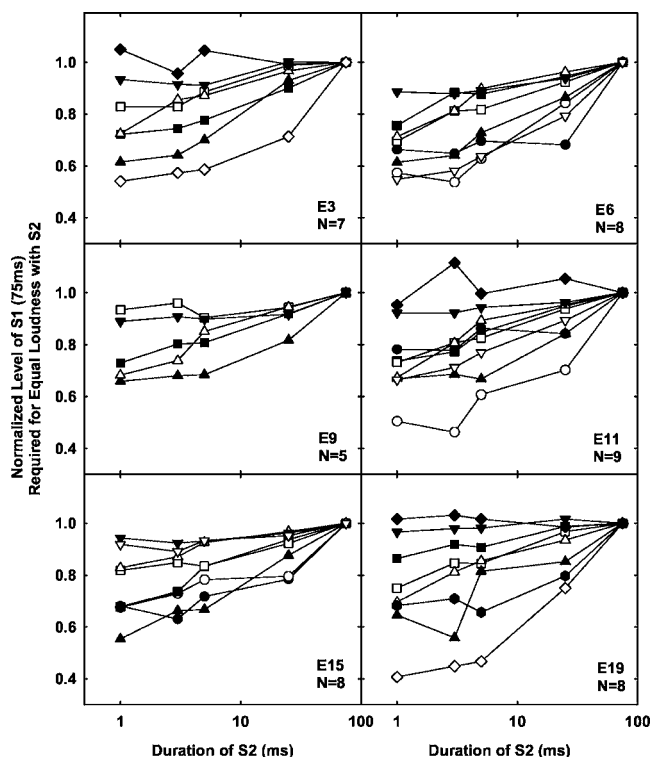 Normalized Level of S1 (75ms)
Required for Equal Loudness with S2
1.0
0.8
0.6
0.4
E3
N=7
E6
N=8
1.0
0.8
0.6
0.4
E9
N=5
E11
N=9
1.0
0.8
0.6
0.4
E15
N=8
E19
N=8
1
10
100
1
10
100
Duration of S2 (ms)
Duration of S2 (ms)